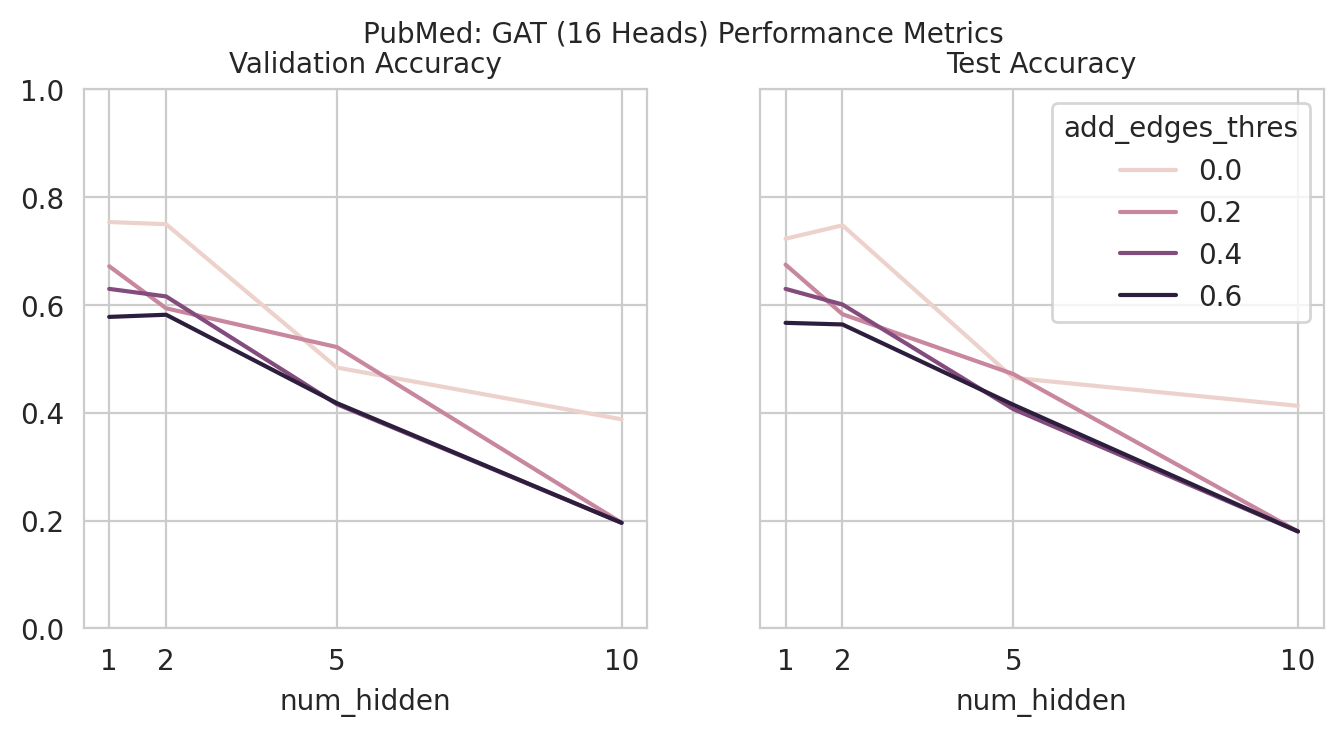 PubMed: GAT (16 Heads) Performance Metrics
Validation Accuracy
1.0
0.8
0.6
0.4
0.2
0.0
1 2 5 10
num_hidden
Test Accuracy
add_edges_thres
0.0
0.2
0.4
0.6
1 2 5 10
num_hidden